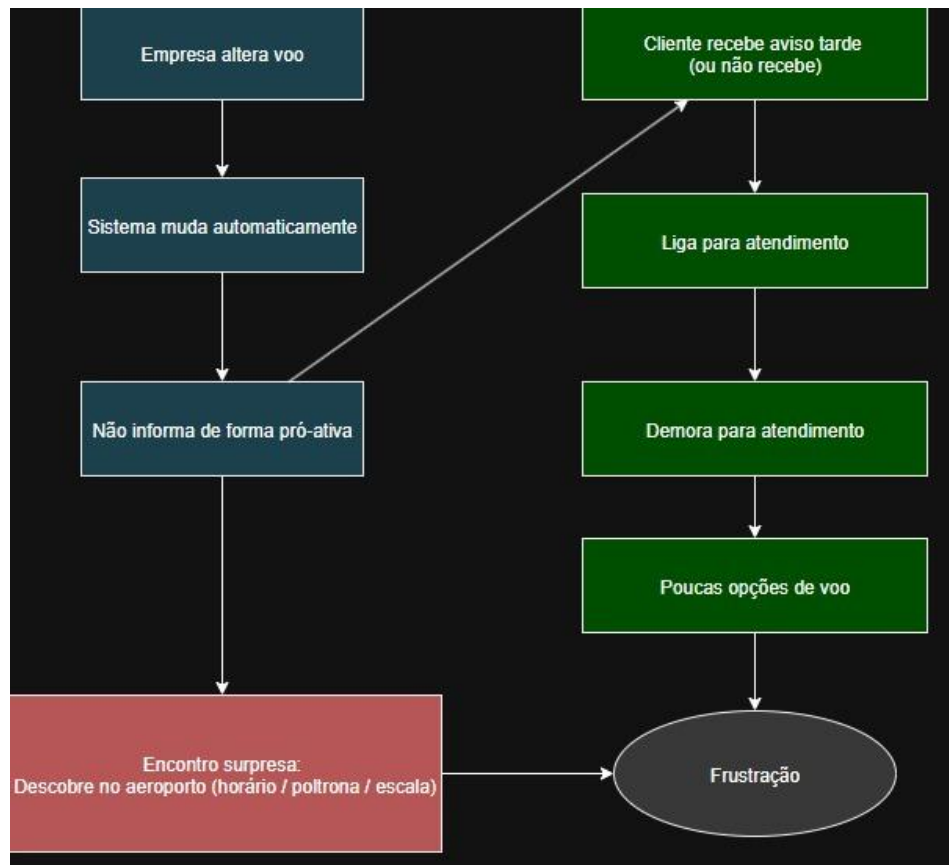 Empresa altera voo
Sistema muda automaticamente
Não informa de forma pró-ativa
Encontro surpresa:
Descobre no aeroporto (horário / poltrona / escala)
Cliente recebe aviso tarde
(ou não recebe)
Liga para atendimento
Demora para atendimento
Poucas opções de voo
Frustração